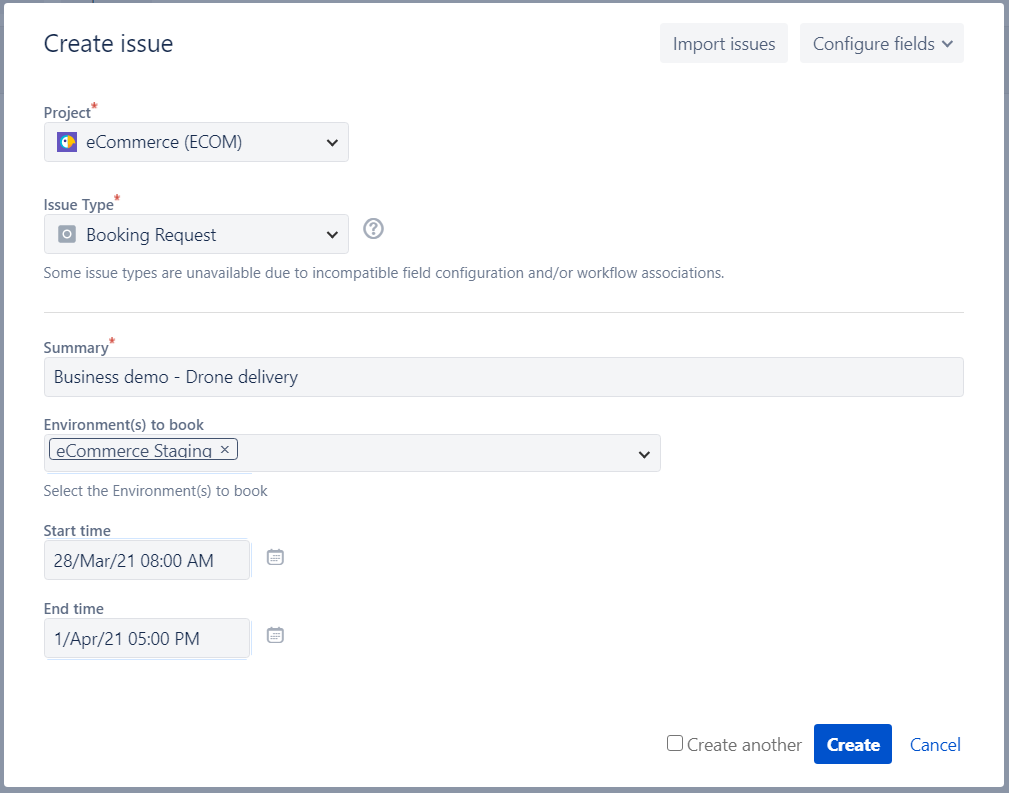 Create issue
Import issues
Configure fields
Project*
eCommerce (ECOM)
Issue Type*
Booking Request
Some issue types are unavailable due to incompatible field configuration and/or workflow associations.
Summary*
Business demo - Drone delivery
Environment(s) to book
eCommerce Staging ×
Select the Environment(s) to book
Start time
28/Mar/21 08:00 AM
End time
1/Apr/21 05:00 PM
Create another
Create
Cancel